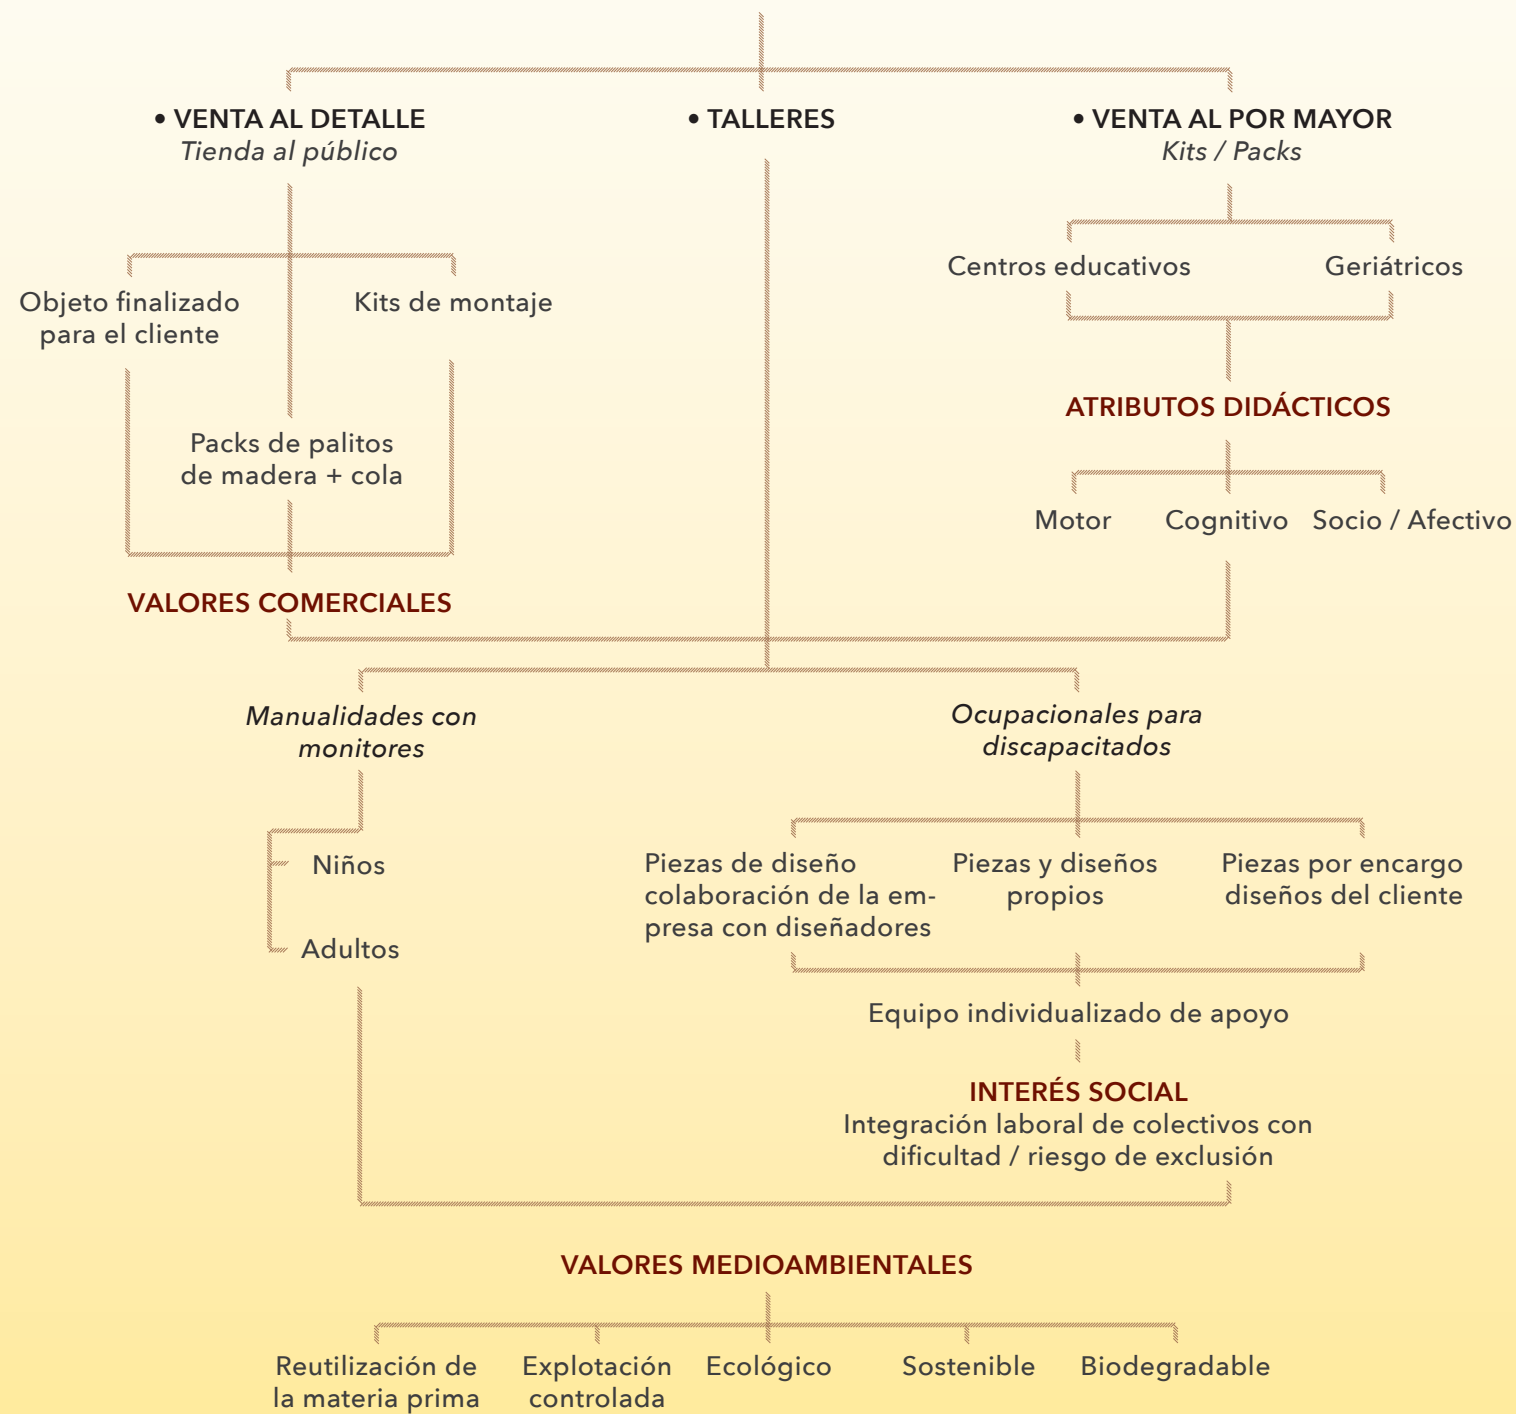 • VENTA AL DETALLE
Tienda al público
• TALLERES
• VENTA AL POR MAYOR
Kits / Packs
Objeto finalizado
para el cliente
Kits de montaje
Packs de palitos
de madera + cola
VALORES COMERCIALES
Centros educativos
Geriátricos
ATRIBUTOS DIDÁCTICOS
Motor
Cognitivo
Socio / Afectivo
Manualidades con
monitores
Niños
Adultos
Ocupacionales para
discapacitados
Piezas de diseño
colaboración de la em-
presa con diseñadores
Piezas y diseños
propios
Piezas por encargo
diseños del cliente
Equipo individualizado de apoyo
INTERÉS SOCIAL
Integración laboral de colectivos con
dificultad / riesgo de exclusión
VALORES MEDIOAMBIENTALES
Reutilización de
la materia prima
Explotación
controlada
Ecológico
Sostenible
Biodegradable